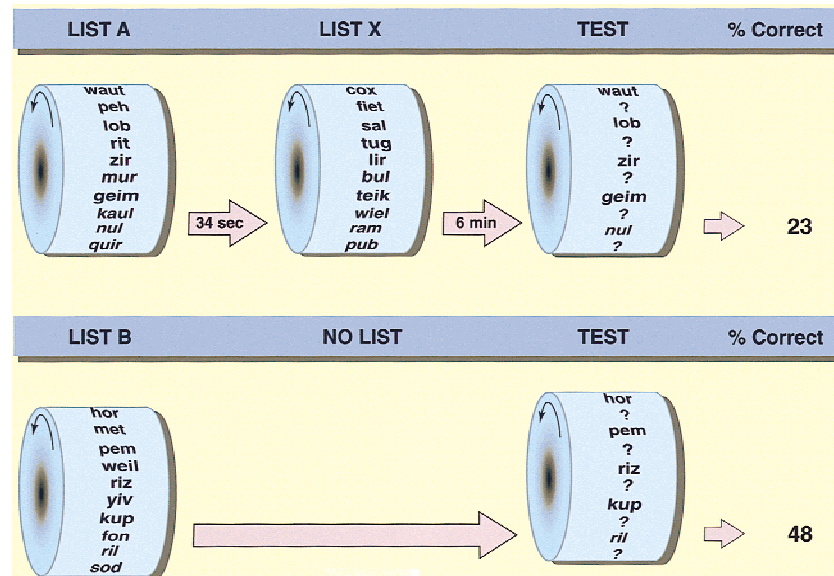 LIST A LIST X TEST % Correct
waut
peh
lob
rit
zir
mur
geim
kaul
nul
quir
34 sec
cox
fiet
sal
tug
lir
bul
teik
wiel
ram
pub
6 min
waut
?
lob
?
zir
?
geim
?
nul
?
23
LIST B NO LIST TEST % Correct
hor
met
pem
weil
riz
yiv
kup
fon
ril
sod
hor
?
pem
?
riz
?
kup
?
ril
?
48